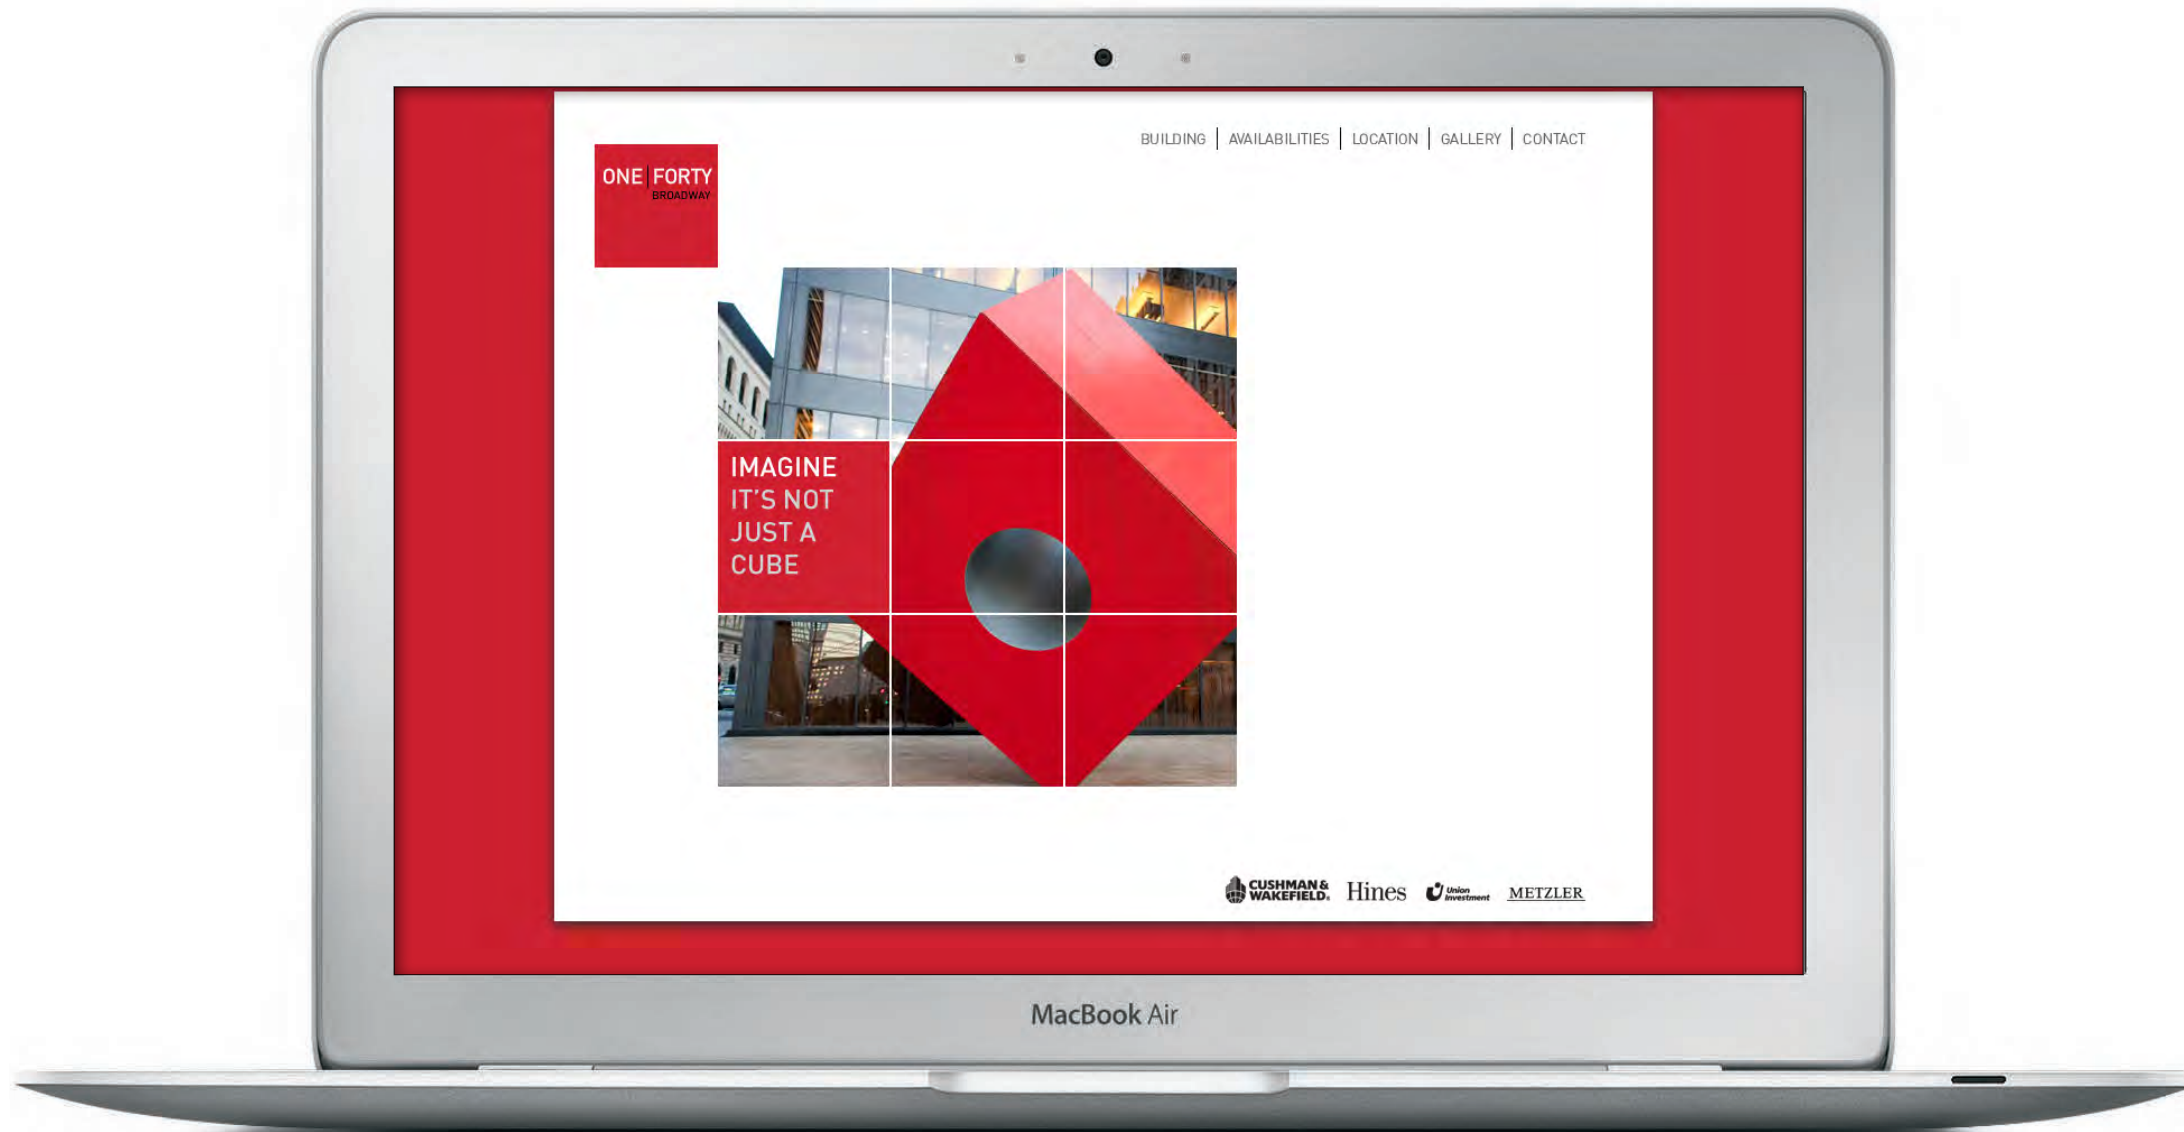 BUILDING | AVAILABILITIES | LOCATION | GALLERY | CONTACT
ONE | FORTY
BROADWAY
IMAGINE
IT'S NOT
JUST A
CUBE
CUSHMAN &
WAKEFIELD.
Hines
Union
Investment
METZLER
MacBook Air